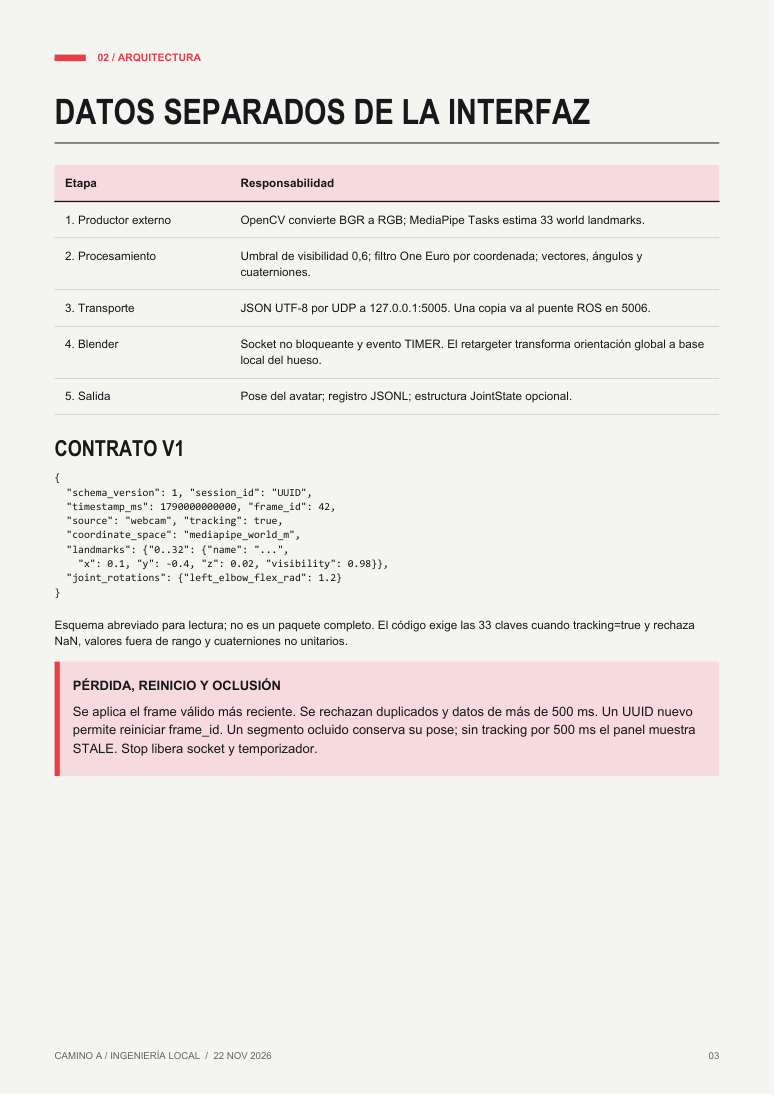 02 / ARQUITECTURA
DATOS SEPARADOS DE LA INTERFAZ
Etapa Responsabilidad
1. Productor externo OpenCV convierte BGR a RGB; MediaPipe Tasks estima 33 world landmarks.
2. Procesamiento Umbral de visibilidad 0,6; filtro One Euro por coordenada; vectores, ángulos y
cuaterniones.
3. Transporte JSON UTF-8 por UDP a 127.0.0.1:5005. Una copia va al puente ROS en 5006.
4. Blender Socket no bloqueante y evento TIMER. El retargeter transforma orientación global a base
local del hueso.
5. Salida Pose del avatar; registro JSONL; estructura JointState opcional.
CONTRATO V1
{
  "schema_version": 1, "session_id": "UUID",
  "timestamp_ms": 1790000000000, "frame_id": 42,
  "source": "webcam", "tracking": true,
  "coordinate_space": "mediapipe_world_m",
  "landmarks": {"0..32": {"name": "...",
    "x": 0.1, "y": -0.4, "z": 0.02, "visibility": 0.98}},
  "joint_rotations": {"left_elbow_flex_rad": 1.2}
}
Esquema abreviado para lectura; no es un paquete completo. El código exige las 33 claves cuando tracking=true y rechaza
NaN, valores fuera de rango y cuaterniones no unitarios.
PÉRDIDA, REINICIO Y OCLUSIÓN
Se aplica el frame válido más reciente. Se rechazan duplicados y datos de más de 500 ms. Un UUID nuevo
permite reiniciar frame_id. Un segmento ocluido conserva su pose; sin tracking por 500 ms el panel muestra
STALE. Stop libera socket y temporizador.
CAMINO A / INGENIERÍA LOCAL / 22 NOV 2026 03